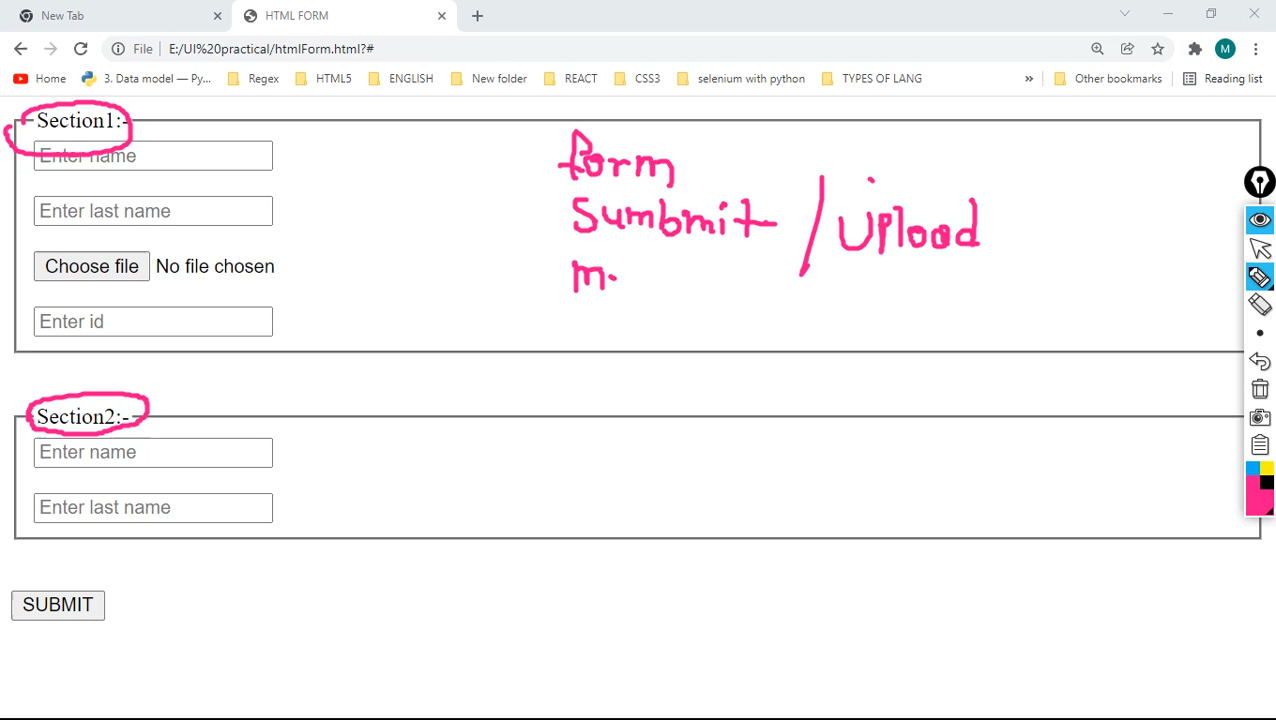 New Tab
HTML FORM
File E:/UI%20practical/htmlForm.html?#
M
Home 3. Data model — Py... Regex HTML5 ENGLISH New folder REACT CSS3 selenium with python TYPES OF LANG » Other bookmarks Reading list
Section1:-
Enter name
Enter last name
Choose file No file chosen
Enter id
form
Sumbmit / Upload
m.
Section2:-
Enter name
Enter last name
SUBMIT